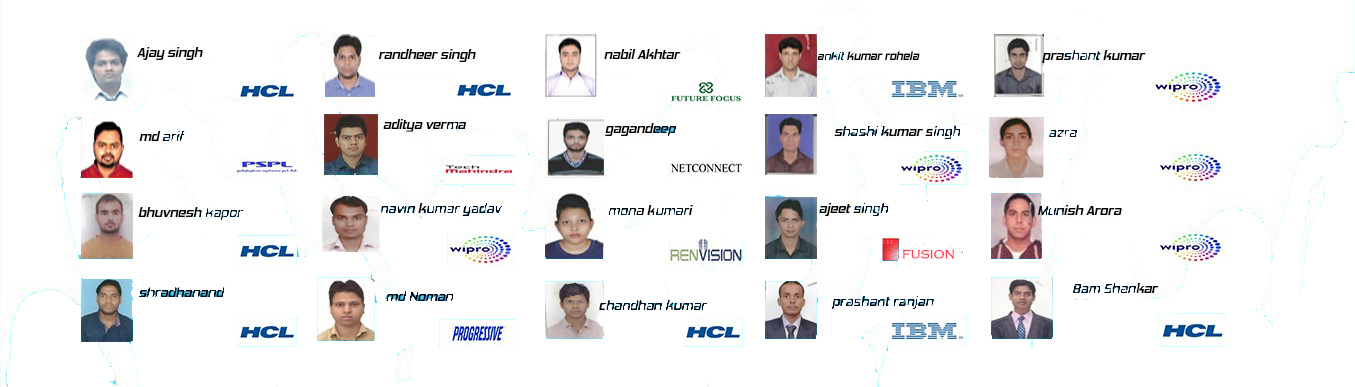 Ajay singh
randheer singh
nabil Akhtar
ankit kumar rohela
prashant kumar
HCL
HCL
FUTURE FOCUS
IBM
wipro
md arif
aditya verma
gagandeep
shashi kumar singh
azra
PSPL
Tech
Mahindra
NETCONNECT
wipro
wipro
bhuvnesh kapor
navin kumar yadav
mona kumari
ajeet singh
Munish Arora
HCL
wipro
RENVISION
FUSION
wipro
shradhanand
md Noman
chandhan kumar
prashant ranjan
Bam Shankar
HCL
PROGRESSIVE
HCL
IBM
HCL